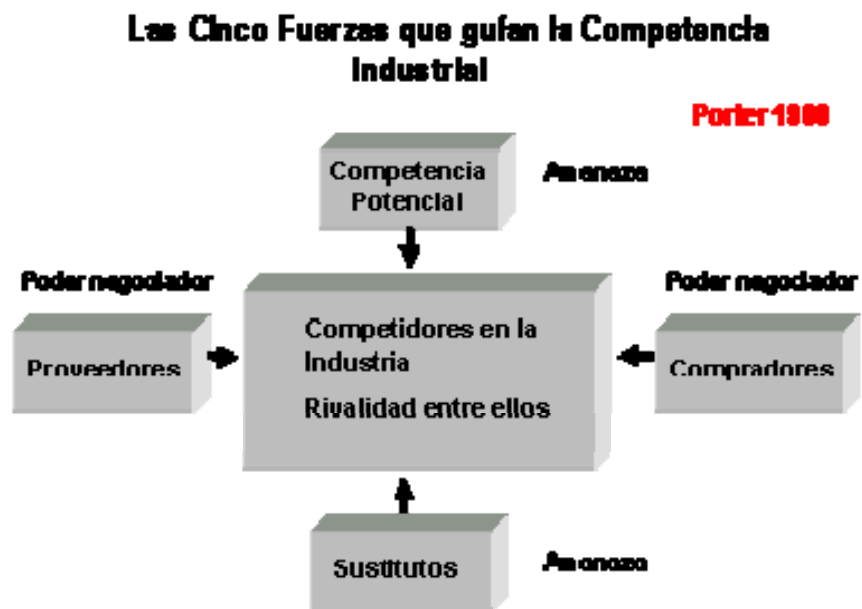 Las Cinco Fuerzas que guían la Competencia
Industrial
Porter
Competencia
Potencial
Amenaza
Poder negociador
Poder negociador
Proveedores
Competidores en la
Industria
Rivalidad entre ellos
Compradores
Sustitutos
Amenaza